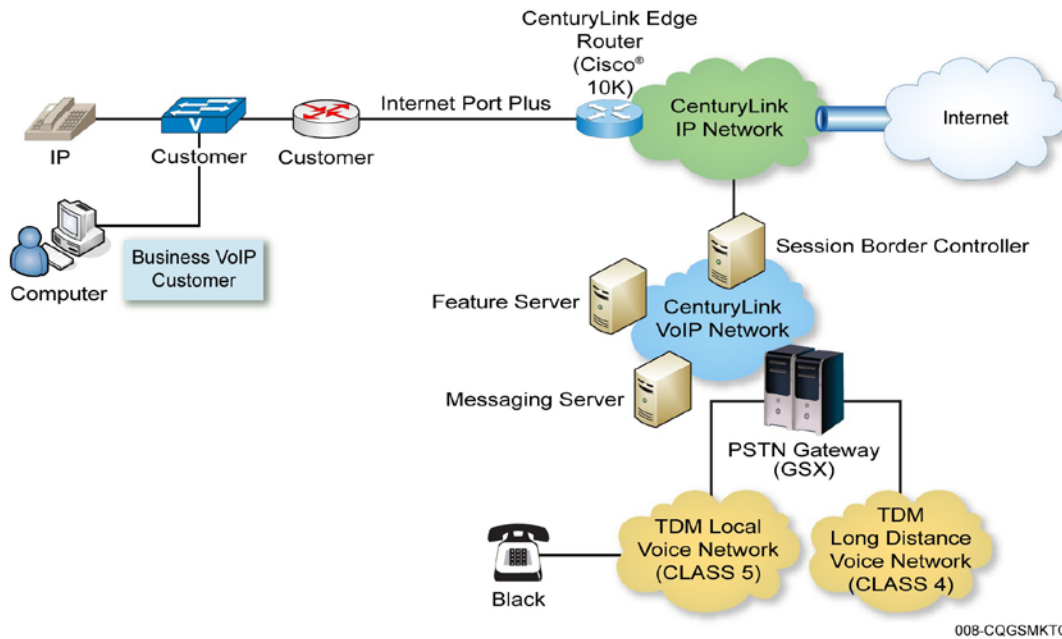 CenturyLink Edge
Router
(Cisco®
10K)
Internet Port Plus
CenturyLink
IP Network
Internet
IP
V
Customer
Customer
Computer
Business VoIP
Customer
Session Border Controller
Feature Server
CenturyLink
VoIP Network
Messaging Server
PSTN Gateway
(GSX)
TDM Local
Voice Network
(CLASS 5)
TDM
Long Distance
Voice Network
(CLASS 4)
Black
008-CQGSMKTG